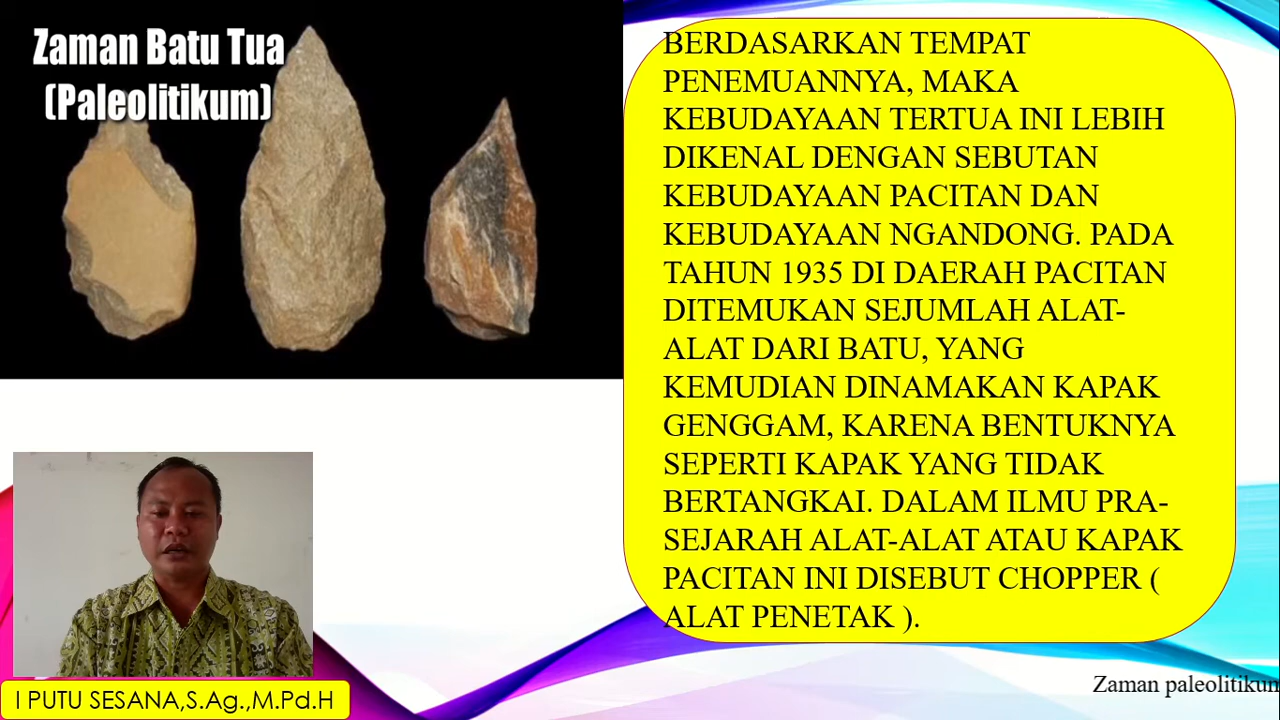 Zaman Batu Tua
(Paleolitikum)
BERDASARKAN TEMPAT
PENEMUANNYA, MAKA
KEBUDAYAAN TERTUA INI LEBIH
DIKENAL DENGAN SEBUTAN
KEBUDAYAAN PACITAN DAN
KEBUDAYAAN NGANDONG. PADA
TAHUN 1935 DI DAERAH PACITAN
DITEMUKAN SEJUMLAH ALAT-
ALAT DARI BATU, YANG
KEMUDIAN DINAMAKAN KAPAK
GENGGAM, KARENA BENTUKNYA
SEPERTI KAPAK YANG TIDAK
BERTANGKAI. DALAM ILMU PRA-
SEJARAH ALAT-ALAT ATAU KAPAK
PACITAN INI DISEBUT CHOPPER (
ALAT PENETAK ).
I PUTU SESANA,S.Ag.,M.Pd.H
Zaman paleolitikun